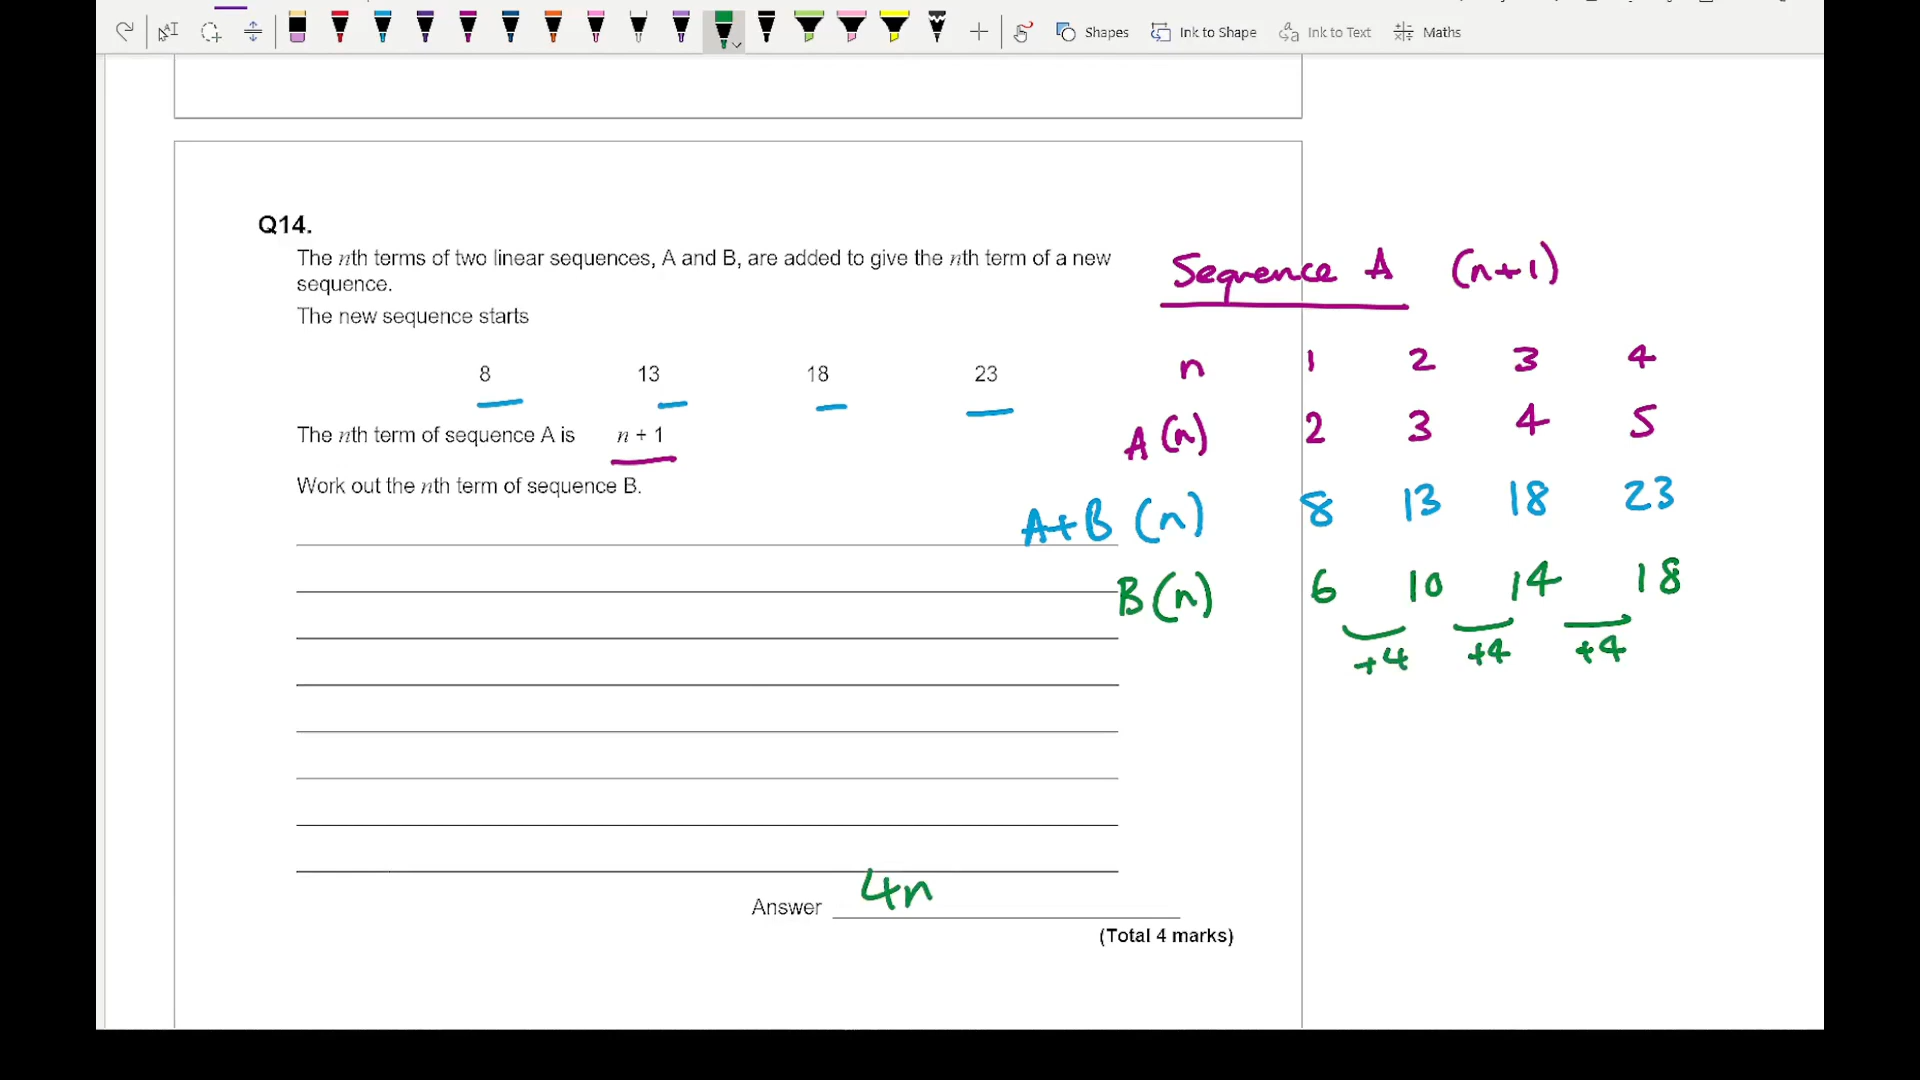 Shapes Ink to Shape Ink to Text Maths
Q14.
The nth terms of two linear sequences, A and B, are added to give the nth term of a new
sequence.
The new sequence starts
8 13 18 23
The nth term of sequence A is n + 1
Work out the nth term of sequence B.
Answer 4n
(Total 4 marks)
Sequence A (n+1)
n 1 2 3 4
A(n) 2 3 4 5
A+B (n) 8 13 18 23
B(n) 6 10 14 18
+4 +4 +4